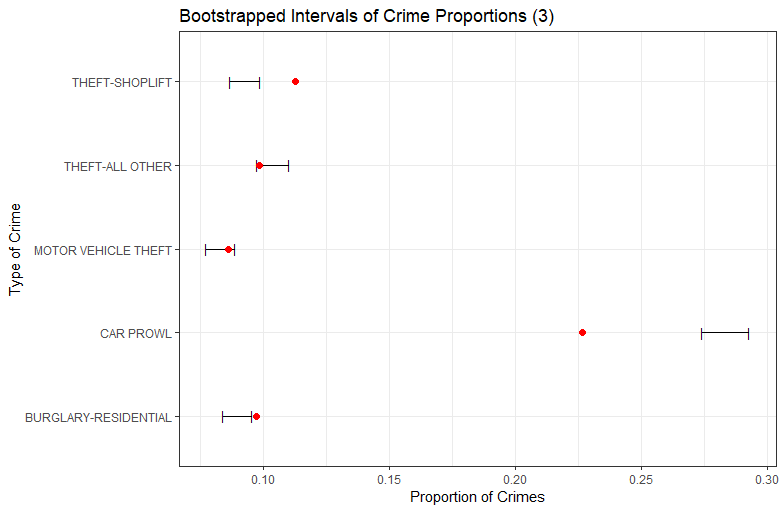 Bootstrapped Intervals of Crime Proportions (3)
Type of Crime
THEFT-SHOPLIFT
THEFT-ALL OTHER
MOTOR VEHICLE THEFT
CAR PROWL
BURGLARY-RESIDENTIAL
0.10 0.15 0.20 0.25 0.30
Proportion of Crimes